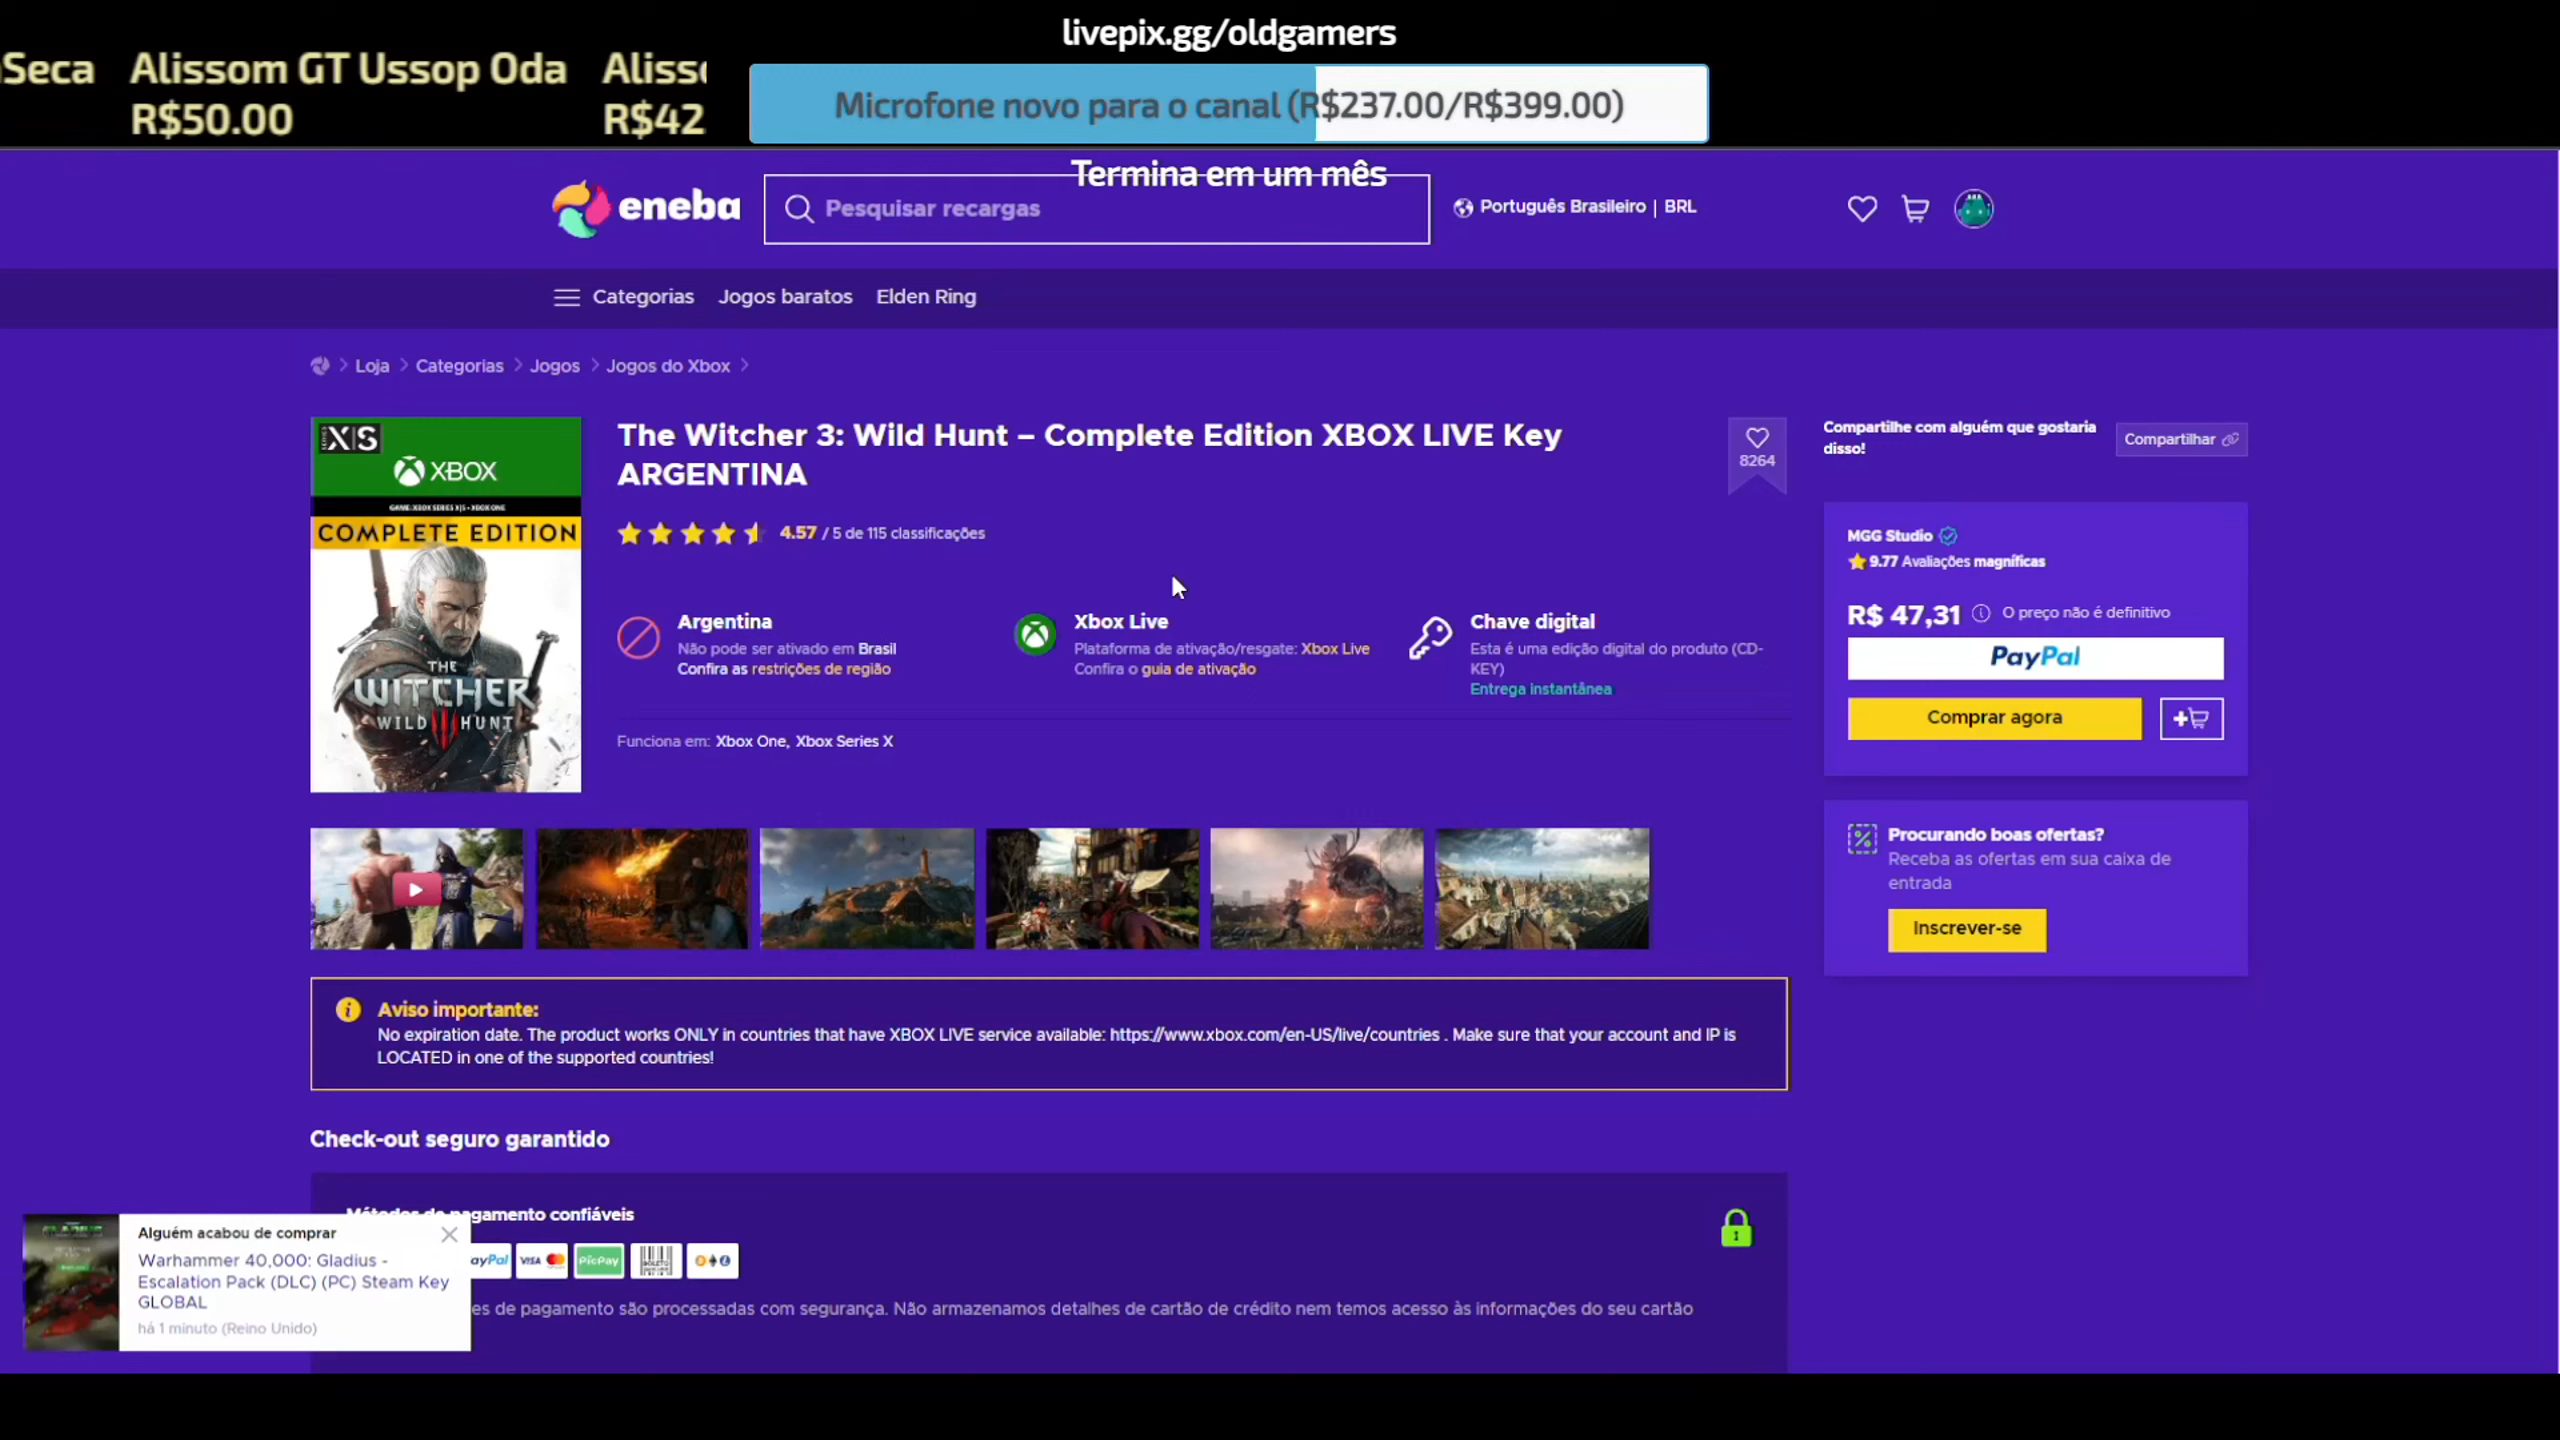 livepix.gg/oldgamers
Seca
Alissom GT Ussop Oda
R$50.00
R$42
Microfone novo para o canal (R$237.00/R$399.00)
Termina em um mês
eneba
Pesquisar recargas
Português Brasileiro | BRL
Categorias
Jogos baratos
Elden Ring
Loja
Categorias
Jogos
Jogos do Xbox
X|S
XBOX
GAME: XBOX SERIES X|S + XBOX ONE
COMPLETE EDITION
THE
WITCHER
WILD HUNT
The Witcher 3: Wild Hunt – Complete Edition XBOX LIVE Key
ARGENTINA
4.57 / 5 de 115 classificações
8264
Argentina
Não pode ser ativado em Brasil
Confira as restrições de região
Xbox Live
Plataforma de ativação/resgate: Xbox Live
Confira o guia de ativação
Chave digital
Esta é uma edição digital do produto (CD-
KEY)
Entrega instantânea
Funciona em: Xbox One, Xbox Series X
Compartilhe com alguém que gostaria
disso!
Compartilhar
MGG Studio
9.77 Avaliações magníficas
R$ 47,31
O preço não é definitivo
PayPal
Comprar agora
Procurando boas ofertas?
Receba as ofertas em sua caixa de
entrada
Inscrever-se
Aviso importante:
No expiration date. The product works ONLY in countries that have XBOX LIVE service available: https://www.xbox.com/en-US/live/countries . Make sure that your account and IP is
LOCATED in one of the supported countries!
Check-out seguro garantido
Métodos de pagamento confiáveis
ayPal
VISA
PicPay
BOLETO
es de pagamento são processadas com segurança. Não armazenamos detalhes de cartão de crédito nem temos acesso às informações do seu cartão
Alguém acabou de comprar
Warhammer 40,000: Gladius -
Escalation Pack (DLC) (PC) Steam Key
GLOBAL
há 1 minuto (Reino Unido)